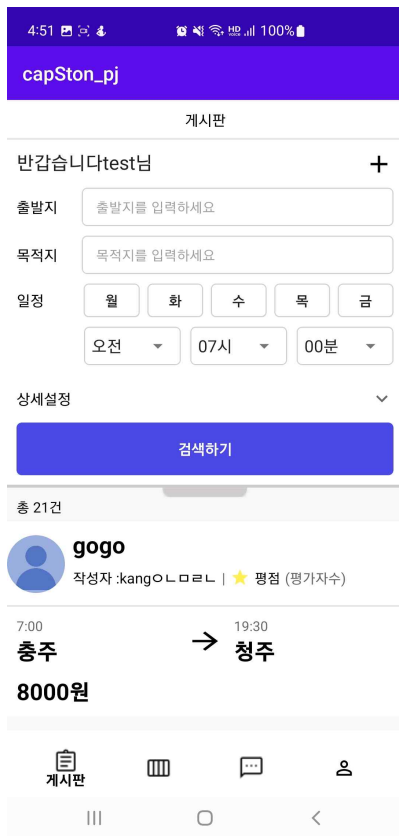 4:51 HD VOICE 100%
capSton_pj
게시판
반갑습니다test님
출발지 출발지를 입력하세요
목적지 목적지를 입력하세요
일정 월 화 수 목 금
오전 07시 00분
상세설정
검색하기
총 21건
gogo
작성자 :kangㅇㄴㅁㄹㄴ | 평점 (평가자수)
7:00 19:30
충주 청주
8000원
게시판